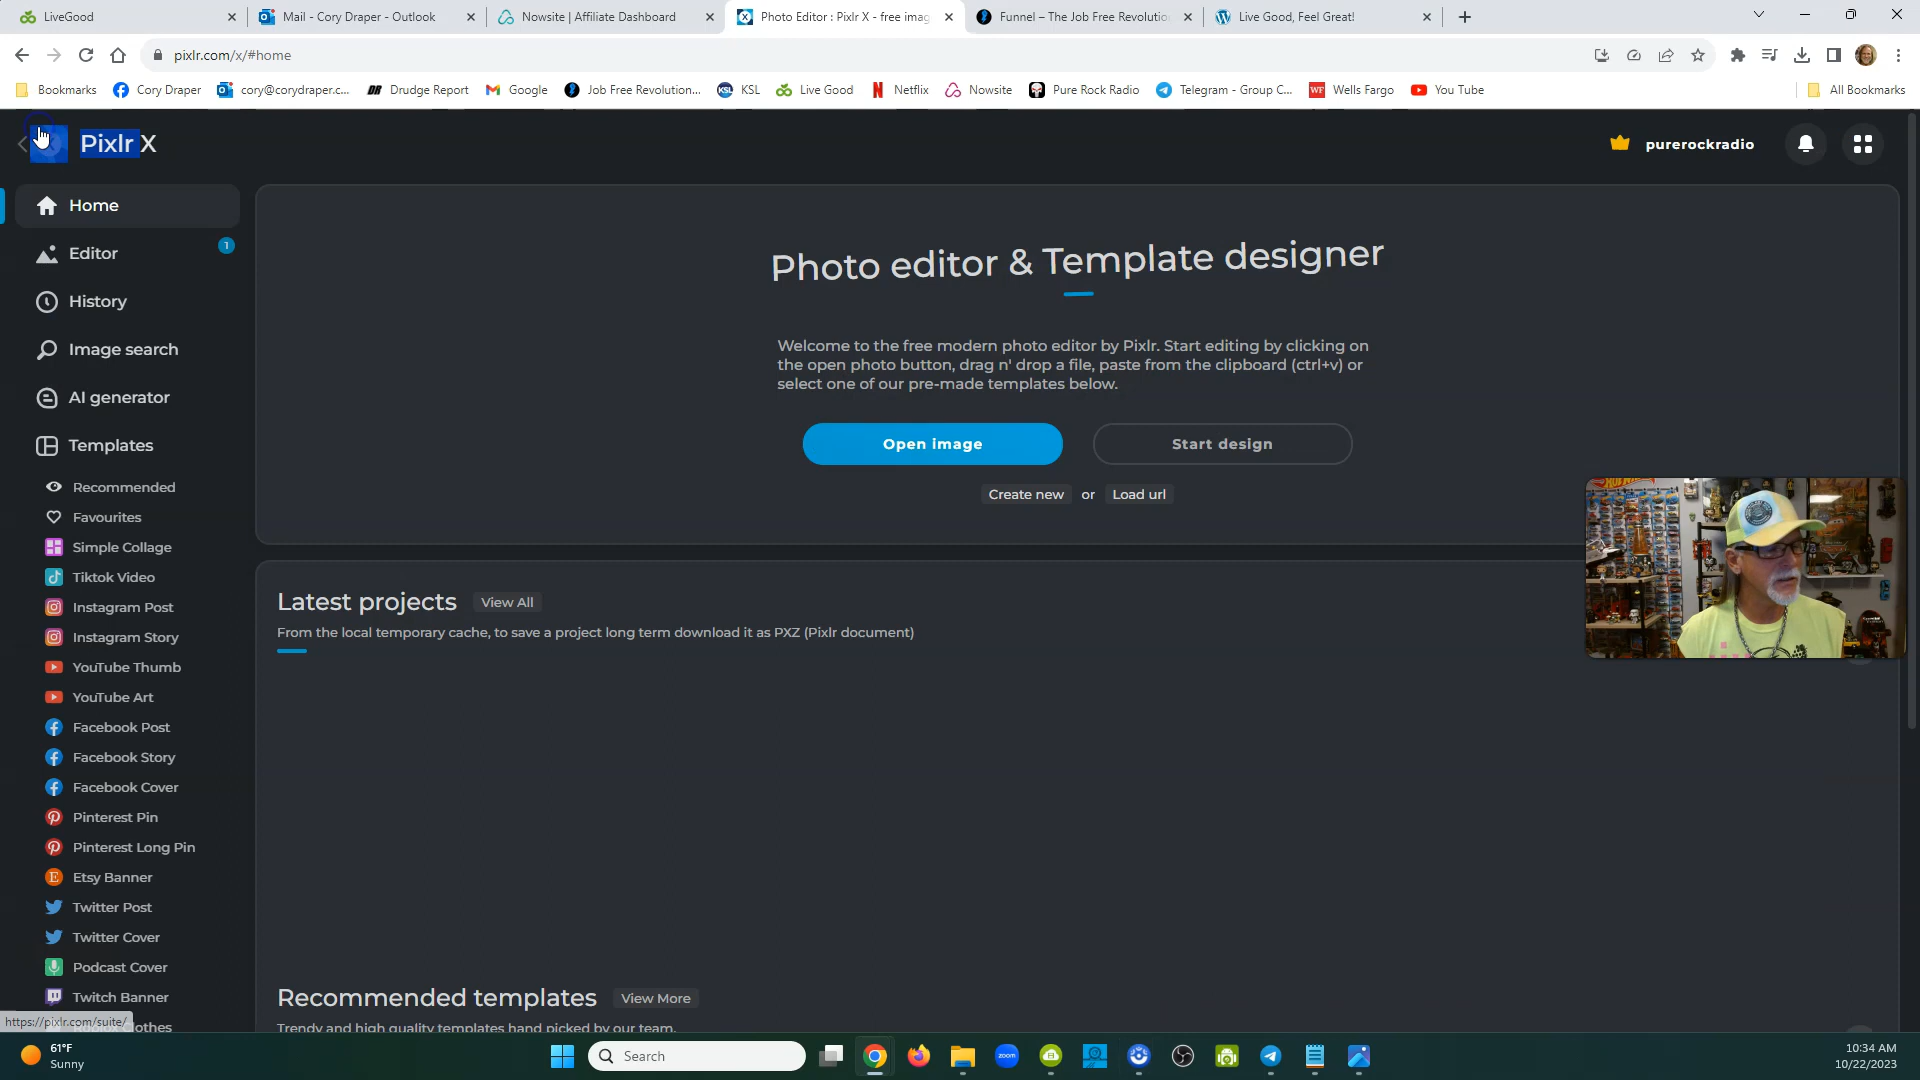 LiveGood
Mail - Cory Draper - Outlook
Nowsite | Affiliate Dashboard
Photo Editor : Pixlr X - free imag
Funnel – The Job Free Revolutio
Live Good, Feel Great!
pixlr.com/x/#home
Bookmarks
Cory Draper
cory@corydraper.c...
Drudge Report
Google
Job Free Revolution...
KSL
Live Good
Netflix
Nowsite
Pure Rock Radio
Telegram - Group C...
Wells Fargo
You Tube
All Bookmarks
Pixlr X
purerockradio
Home
Editor
1
History
Image search
AI generator
Templates
Recommended
Favourites
Simple Collage
Tiktok Video
Instagram Post
Instagram Story
YouTube Thumb
YouTube Art
Facebook Post
Facebook Story
Facebook Cover
Pinterest Pin
Pinterest Long Pin
Etsy Banner
Twitter Post
Twitter Cover
Podcast Cover
Twitch Banner
https://pixlr.com/suite/
Photo editor & Template designer
Welcome to the free modern photo editor by Pixlr. Start editing by clicking on
the open photo button, drag n' drop a file, paste from the clipboard (ctrl+v) or
select one of our pre-made templates below.
Open image
Start design
Create new or Load url
Latest projects
View All
From the local temporary cache, to save a project long term download it as PXZ (Pixlr document)
Recommended templates
View More
Trendy and high quality templates hand picked by our team.
61°F
Sunny
Search
zoom
10:34 AM
10/22/2023